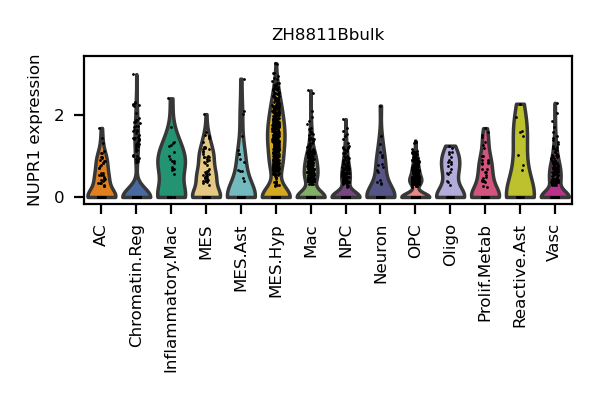 ZH8811Bbulk
NUPR1 expression
2
0
AC
Chromatin.Reg
Inflammatory.Mac
MES
MES.Ast
MES.Hyp
Mac
NPC
Neuron
OPC
Oligo
Prolif.Metab
Reactive.Ast
Vasc